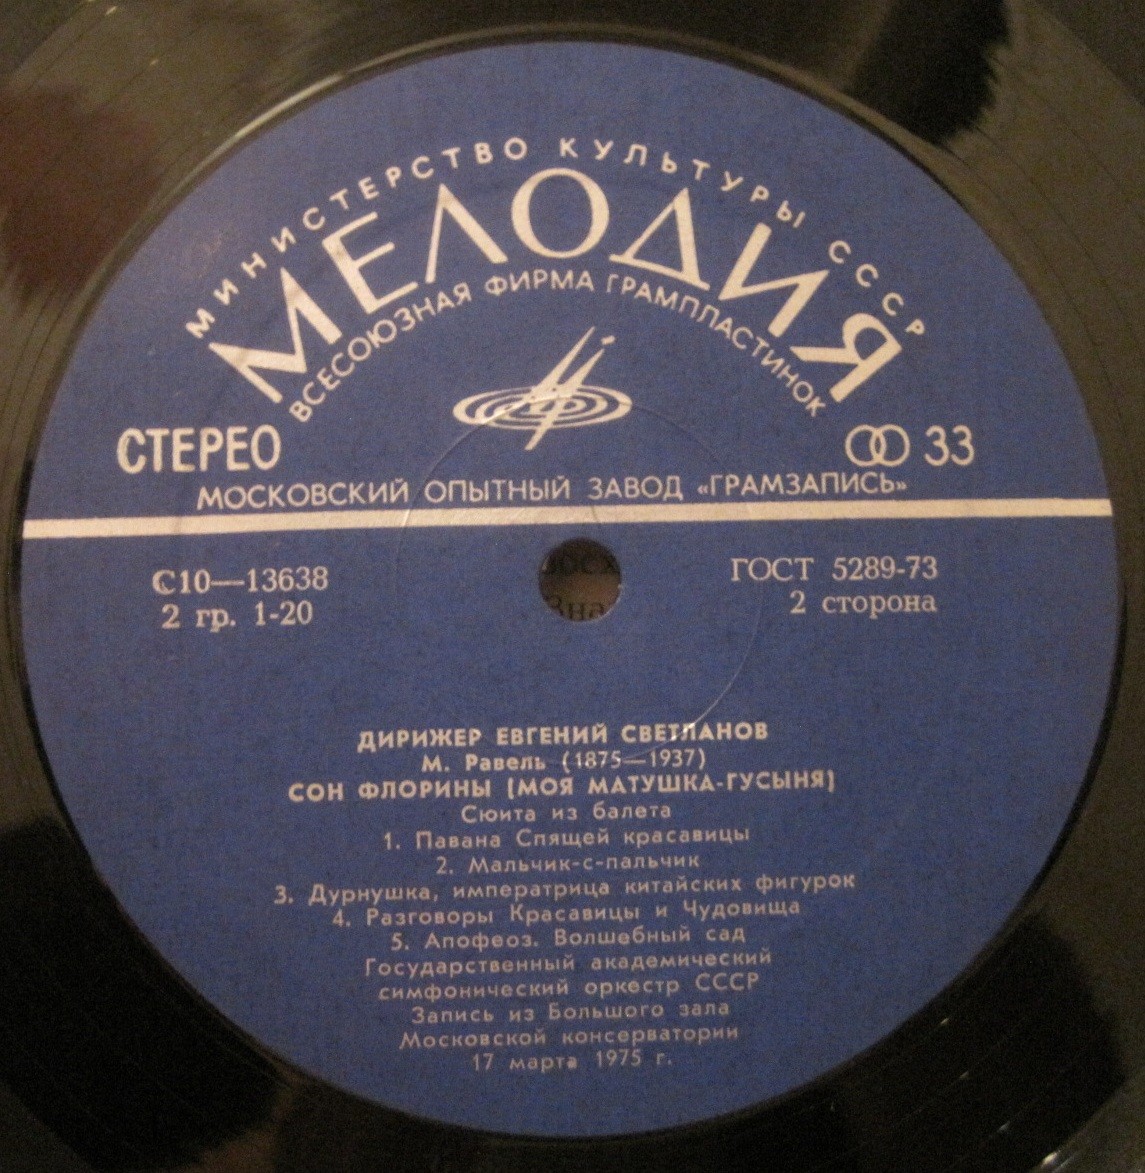 МИНИСТЕРСТВО КУЛЬТУРЫ СССР
МЕЛОДИЯ
ВСЕСОЮЗНАЯ ФИРМА ГРАМПЛАСТИНОК
СТЕРЕО
33
МОСКОВСКИЙ ОПЫТНЫЙ ЗАВОД «ГРАМЗАПИСЬ»
С10—13638
2 гр. 1-20
ГОСТ 5289-73
2 сторона
ДИРИЖЕР ЕВГЕНИЙ СВЕТЛАНОВ
М. Равель (1875—1937)
СОН ФЛОРИНЫ (МОЯ МАТУШКА-ГУСЫНЯ)
Сюита из балета
1. Павана Спящей красавицы
2. Мальчик-с-пальчик
3. Дурнушка, императрица китайских фигурок
4. Разговоры Красавицы и Чудовища
5. Апофеоз. Волшебный сад
Государственный академический
симфонический оркестр СССР
Запись из Большого зала
Московской консерватории
17 марта 1975 г.